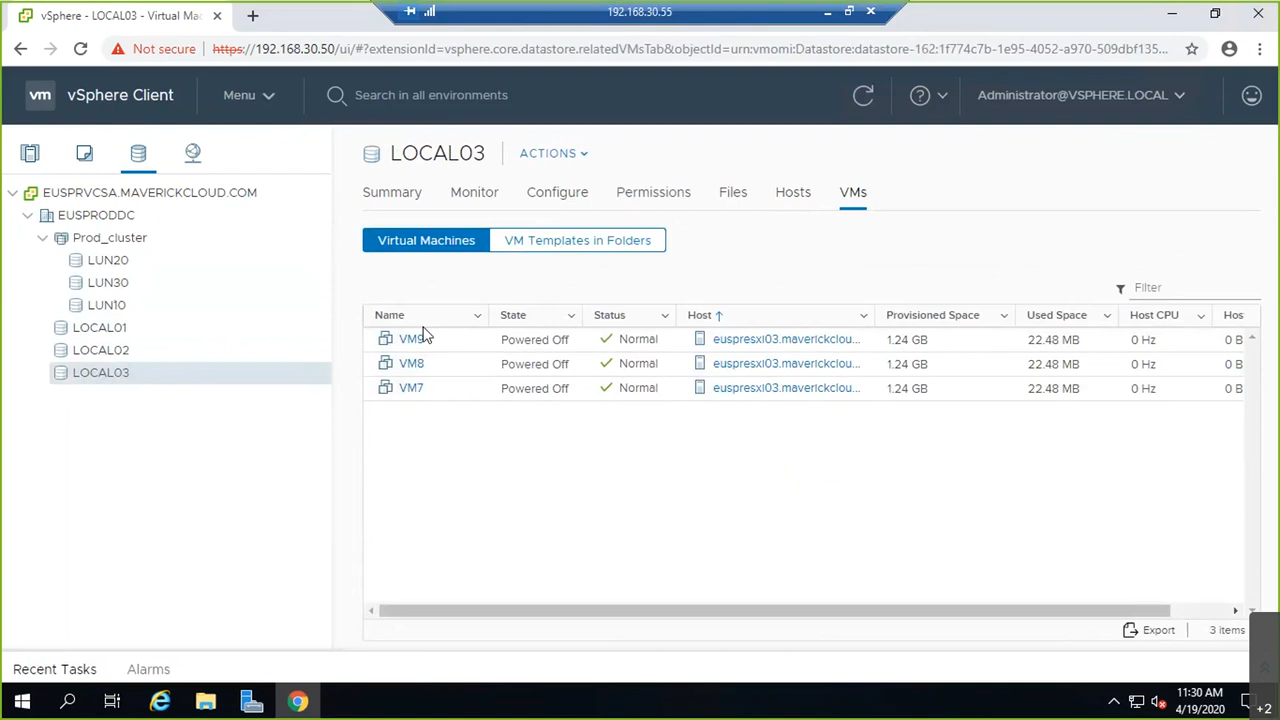 vSphere - LOCAL03 - Virtual Ma
192.168.30.55
Not secure
https://192.168.30.50/ui/#?extensionId=vsphere.core.datastore.relatedVMsTab&objectId=urn:vmomi:Datastore:datastore-162:1f774c7b-1e95-4052-a970-509dbf135...
vm vSphere Client
Menu
Search in all environments
Administrator@VSPHERE.LOCAL
EUSPRVCSA.MAVERICKCLOUD.COM
EUSPRODDC
Prod_cluster
LUN20
LUN30
LUN10
LOCAL01
LOCAL02
LOCAL03
LOCAL03
ACTIONS
Summary Monitor Configure Permissions Files Hosts VMs
Virtual Machines VM Templates in Folders
Filter
Name State Status Host Provisioned Space Used Space Host CPU Hos
VM9 Powered Off Normal euspresxi03.maverickclou... 1.24 GB 22.48 MB 0 Hz 0 B
VM8 Powered Off Normal euspresxi03.maverickclou... 1.24 GB 22.48 MB 0 Hz 0 B
VM7 Powered Off Normal euspresxi03.maverickclou... 1.24 GB 22.48 MB 0 Hz 0 B
Export 3 items
Recent Tasks Alarms
11:30 AM
4/19/2020
+2